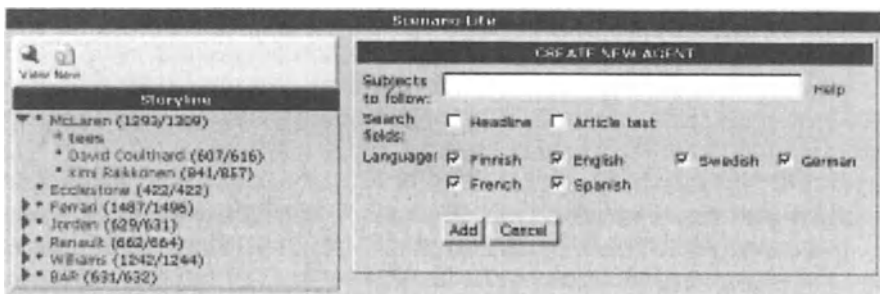 Scenario Lite
View New
Storyline
* McLaren (1293/1309)
* tees
* David Coulthard (607/616)
* Kimi Raikkonen (841/857)
* Ecclestone (422/422)
* Ferrari (1487/1496)
* Jordan (629/631)
* Renault (662/664)
* Williams (1242/1244)
* BAR (631/632)
CREATE NEW AGENT
Subjects to follow:
Help
Search fields:
Headline Article text
Language:
Finnish English Swedish German
French Spanish
Add Cancel